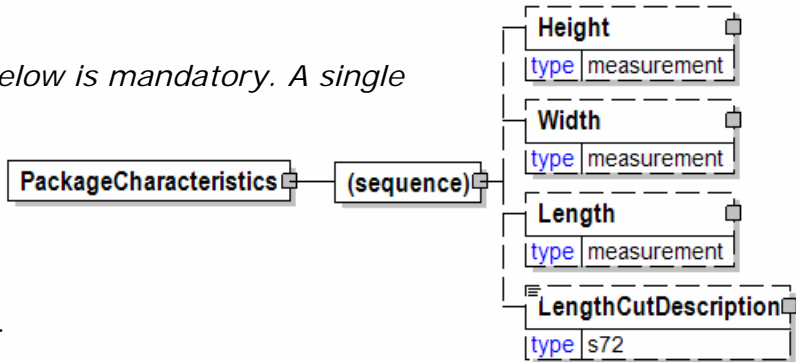 Height
type measurement
elow is mandatory. A single
Width
type measurement
PackageCharacteristics (sequence)
Length
type measurement
LengthCutDescription
.
type s72